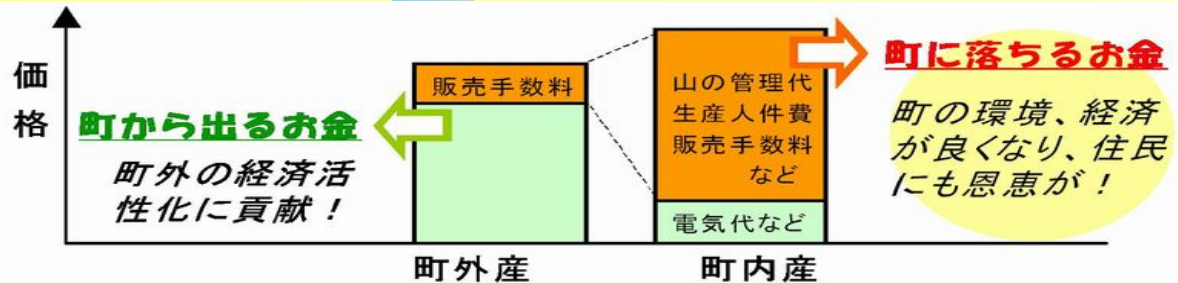 価格
町から出るお金
町外の経済活
性化に貢献！
販売手数料
町外産
山の管理代
生産人件費
販売手数料
など
電気代など
町内産
町に落ちるお金
町の環境、経済
が良くなり、住民
にも恩恵が！